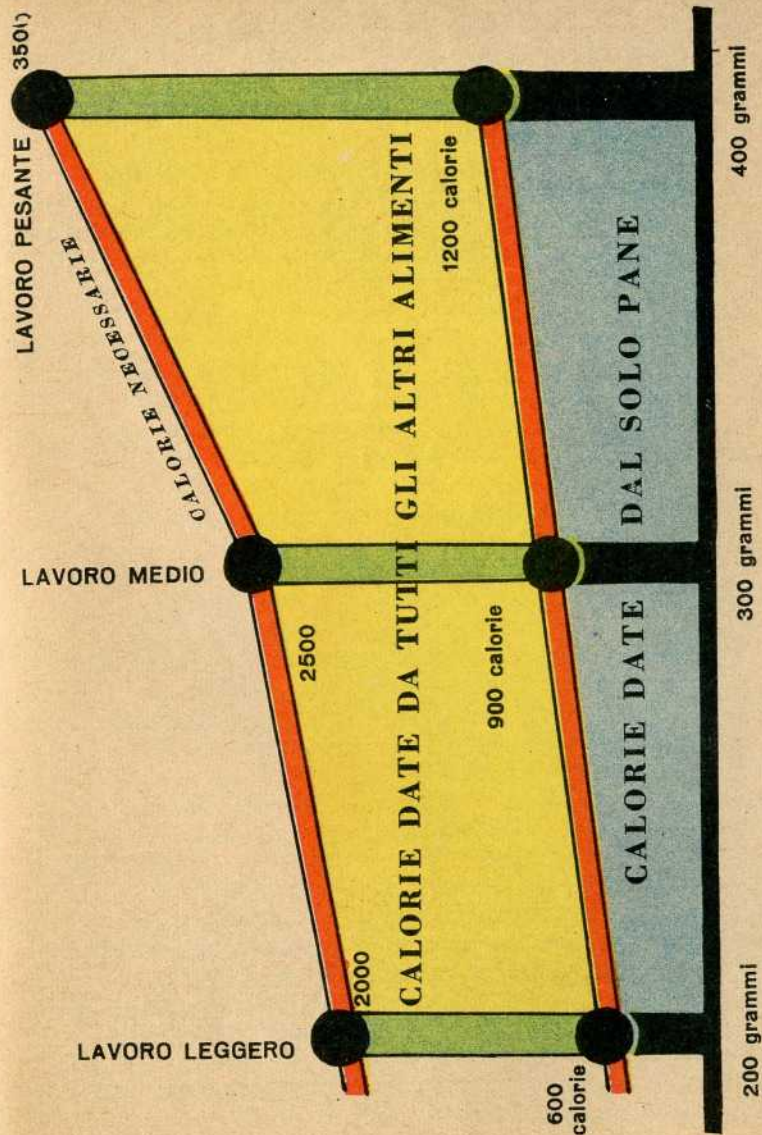 LAVORO PESANTE 3500
CALORIE NECESSARIE
LAVORO MEDIO
2500
LAVORO LEGGERO
2000
CALORIE DATE DA TUTTI GLI ALTRI ALIMENTI
1200 calorie
900 calorie
600
calorie
CALORIE DATE DAL SOLO PANE
200 grammi
300 grammi
400 grammi